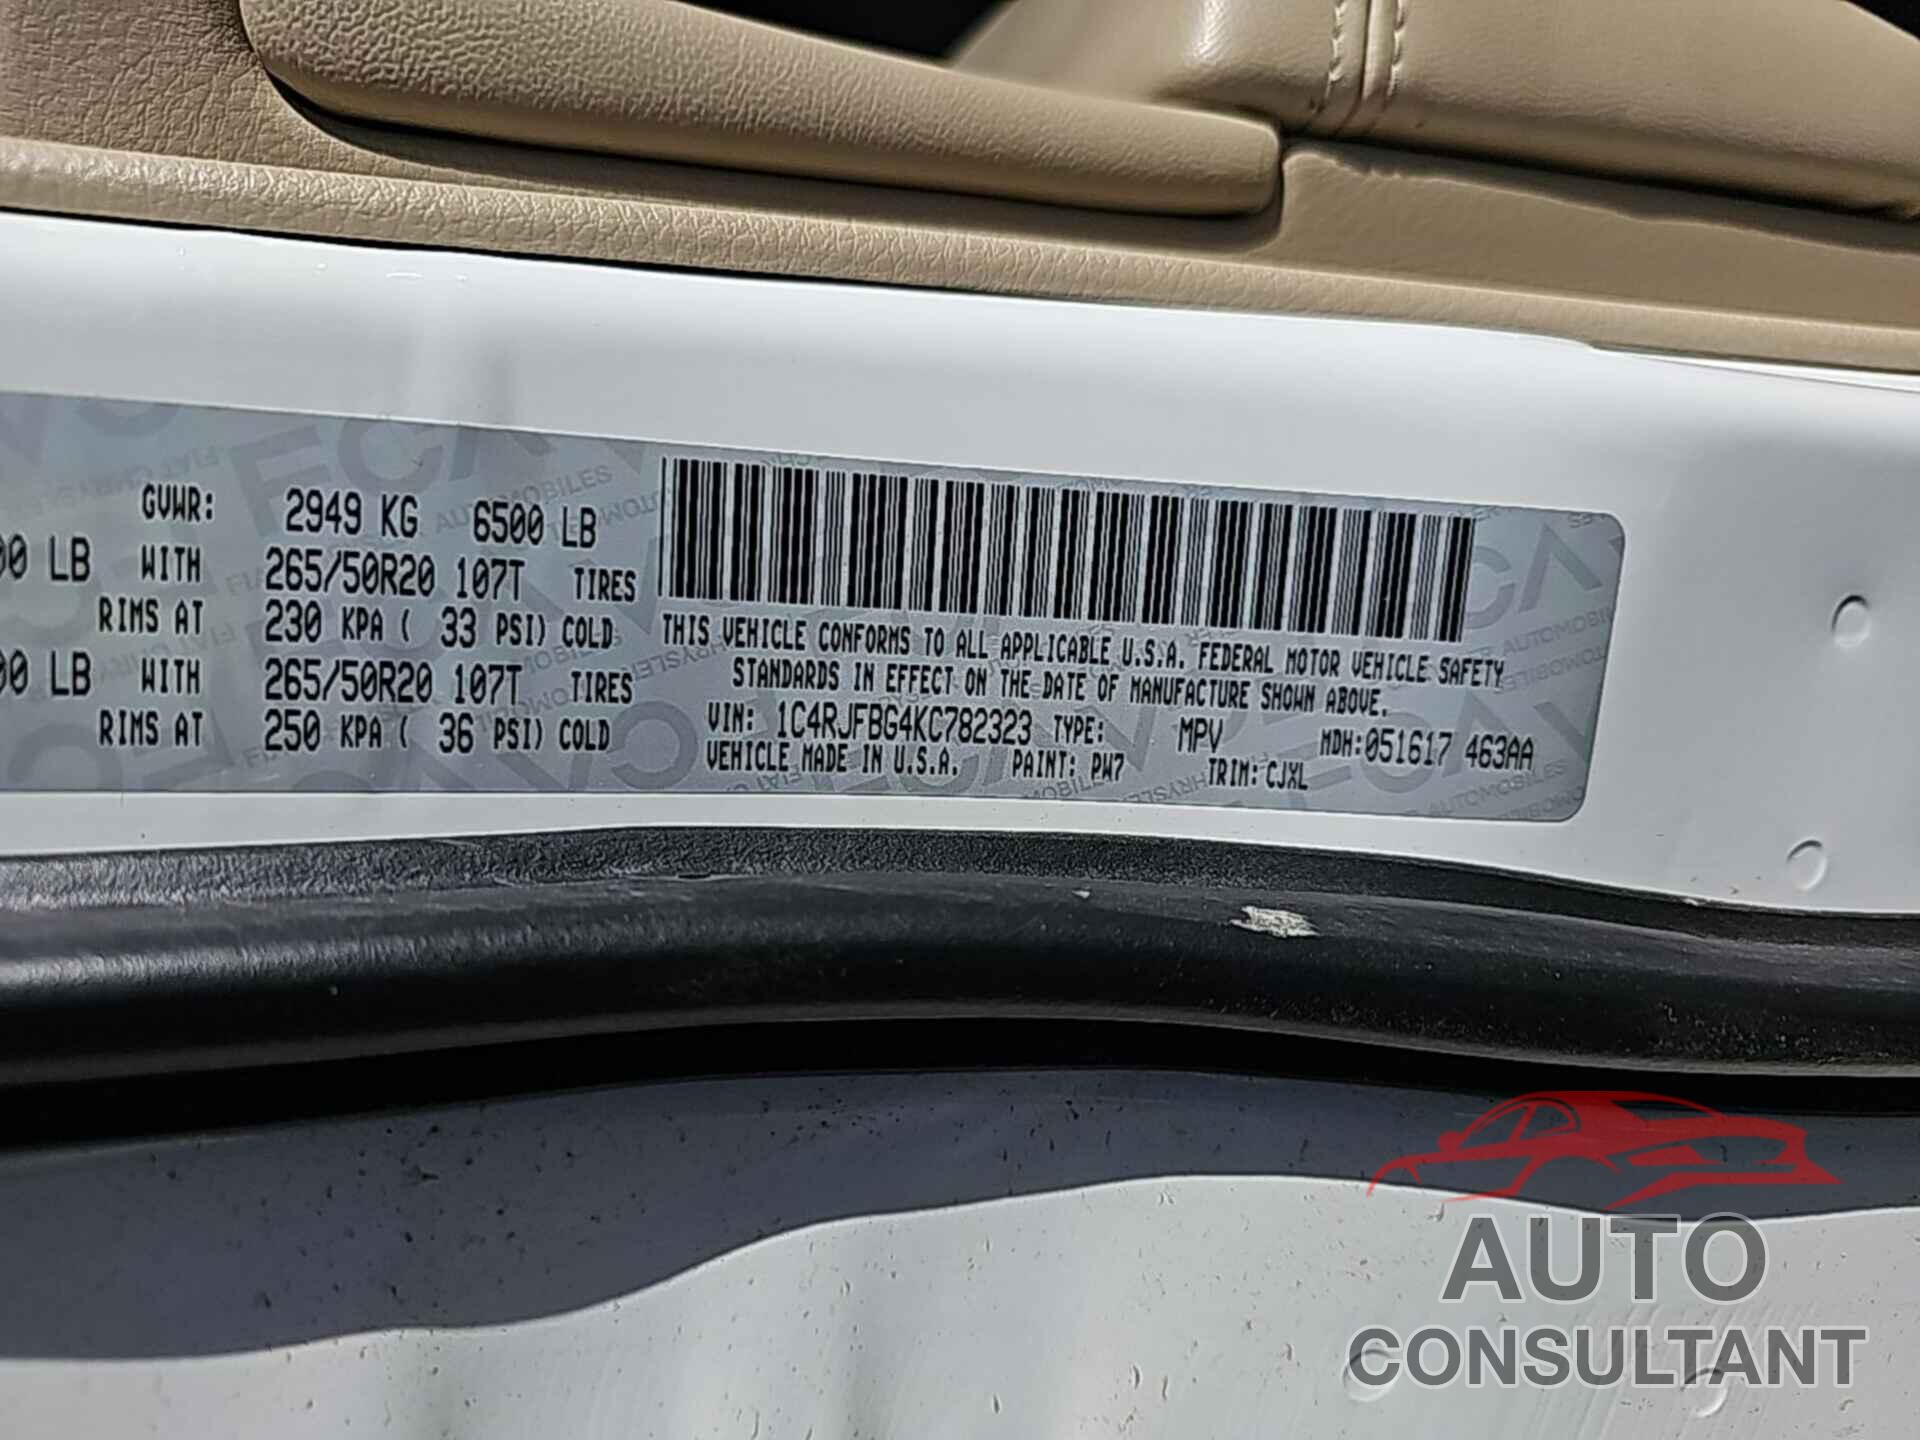 GVWR: 2949 KG 6500 LB
00 LB WITH 265/50R20 107T TIRES
RIMS AT 230 KPA ( 33 PSI) COLD
00 LB WITH 265/50R20 107T TIRES
RIMS AT 250 KPA ( 36 PSI) COLD
THIS VEHICLE CONFORMS TO ALL APPLICABLE U.S.A. FEDERAL MOTOR VEHICLE SAFETY
STANDARDS IN EFFECT ON THE DATE OF MANUFACTURE SHOWN ABOVE.
VIN: 1C4RJFBG4KC782323 TYPE: MPV MDH:051617 463AA
VEHICLE MADE IN U.S.A. PAINT: PW7 TRIM: CJXL
AUTO
CONSULTANT